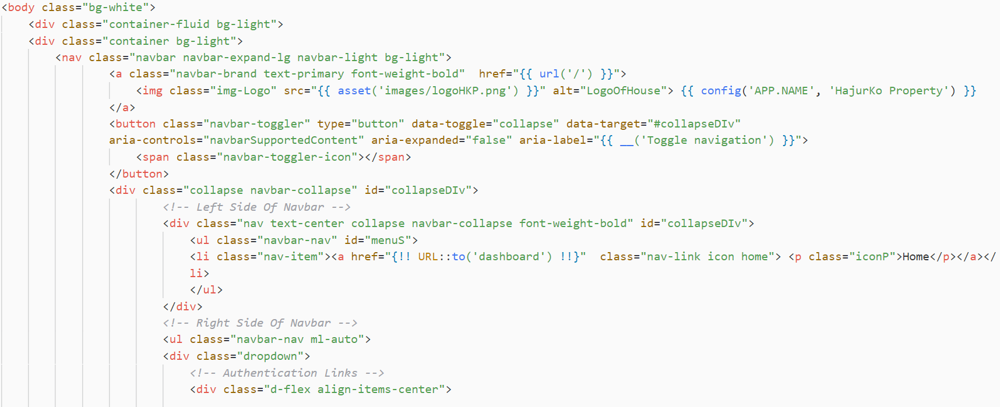 <body class="bg-white">
<div class="container-fluid bg-light">
<div class="container bg-light">
<nav class="navbar navbar-expand-lg navbar-light bg-light">
<a class="navbar-brand text-primary font-weight-bold"  href="{{ url('/') }}">
<img class="img-Logo" src="{{ asset('images/logoHKP.png') }}" alt="LogoOfHouse"> {{ config('APP.NAME', 'HajurKo Property') }}
</a>
<button class="navbar-toggler" type="button" data-toggle="collapse" data-target="#collapseDIv"
aria-controls="navbarSupportedContent" aria-expanded="false" aria-label="{{ __('Toggle navigation') }}">
<span class="navbar-toggler-icon"></span>
</button>
<div class="collapse navbar-collapse" id="collapseDIv">
<!-- Left Side Of Navbar -->
<div class="nav text-center collapse navbar-collapse font-weight-bold" id="collapseDIv">
<ul class="navbar-nav" id="menuS">
<li class="nav-item"><a href="{!! URL::to('dashboard') !!}"  class="nav-link icon home"> <p class="iconP">Home</p></a></
li>
</ul>
</div>
<!-- Right Side Of Navbar -->
<ul class="navbar-nav ml-auto">
<div class="dropdown">
<!-- Authentication Links -->
<div class="d-flex align-items-center">